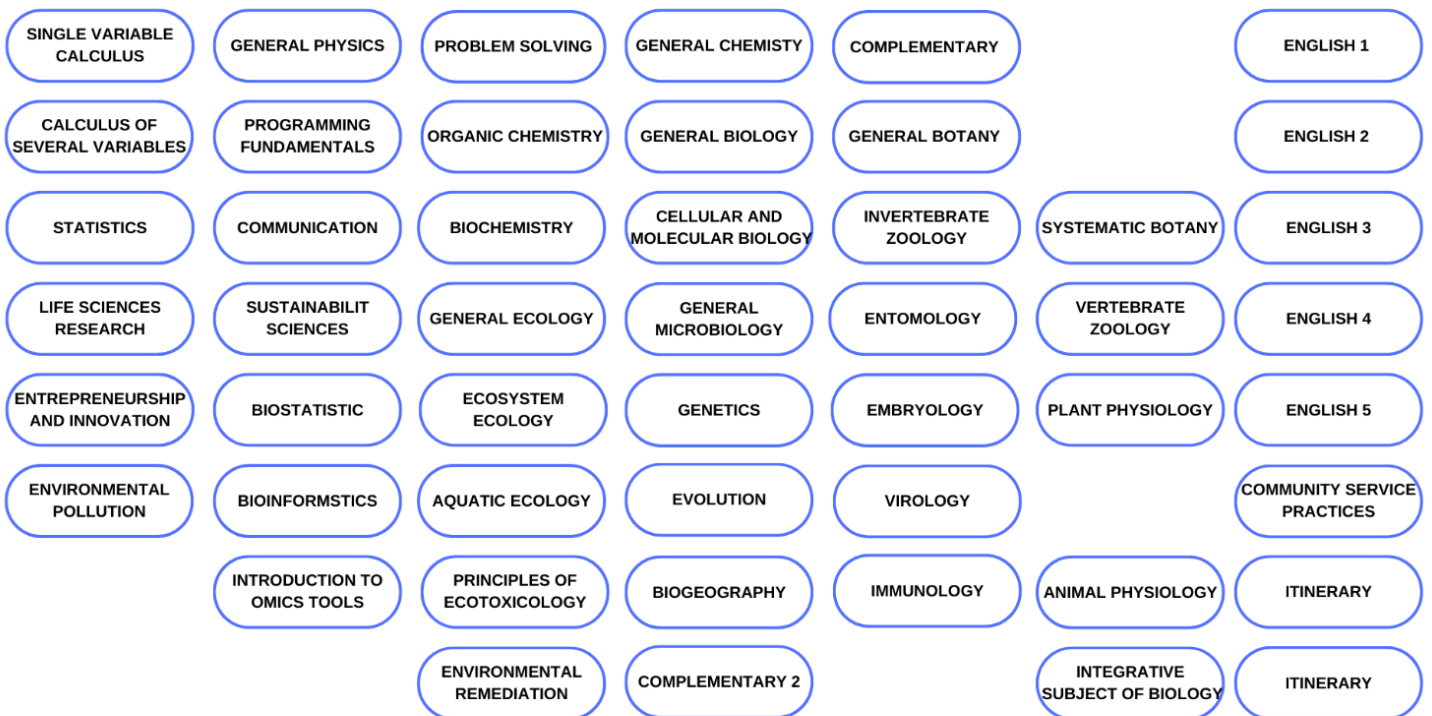 SINGLE VARIABLE
CALCULUS
GENERAL PHYSICS
PROBLEM SOLVING
GENERAL CHEMISTY
COMPLEMENTARY
ENGLISH 1
CALCULUS OF
SEVERAL VARIABLES
PROGRAMMING
FUNDAMENTALS
ORGANIC CHEMISTRY
GENERAL BIOLOGY
GENERAL BOTANY
ENGLISH 2
STATISTICS
COMMUNICATION
BIOCHEMISTRY
CELLULAR AND
MOLECULAR BIOLOGY
INVERTEBRATE
ZOOLOGY
SYSTEMATIC BOTANY
ENGLISH 3
LIFE SCIENCES
RESEARCH
SUSTAINABILIT
SCIENCES
GENERAL ECOLOGY
GENERAL
MICROBIOLOGY
ENTOMOLOGY
VERTEBRATE
ZOOLOGY
ENGLISH 4
ENTREPRENEURSHIP
AND INNOVATION
BIOSTATISTIC
ECOSYSTEM
ECOLOGY
GENETICS
EMBRYOLOGY
PLANT PHYSIOLOGY
ENGLISH 5
ENVIRONMENTAL
POLLUTION
BIOINFORMSTICS
AQUATIC ECOLOGY
EVOLUTION
VIROLOGY
COMMUNITY SERVICE
PRACTICES
INTRODUCTION TO
OMICS TOOLS
PRINCIPLES OF
ECOTOXICOLOGY
BIOGEOGRAPHY
IMMUNOLOGY
ANIMAL PHYSIOLOGY
ITINERARY
ENVIRONMENTAL
REMEDIATION
COMPLEMENTARY 2
INTEGRATIVE
SUBJECT OF BIOLOGY
ITINERARY